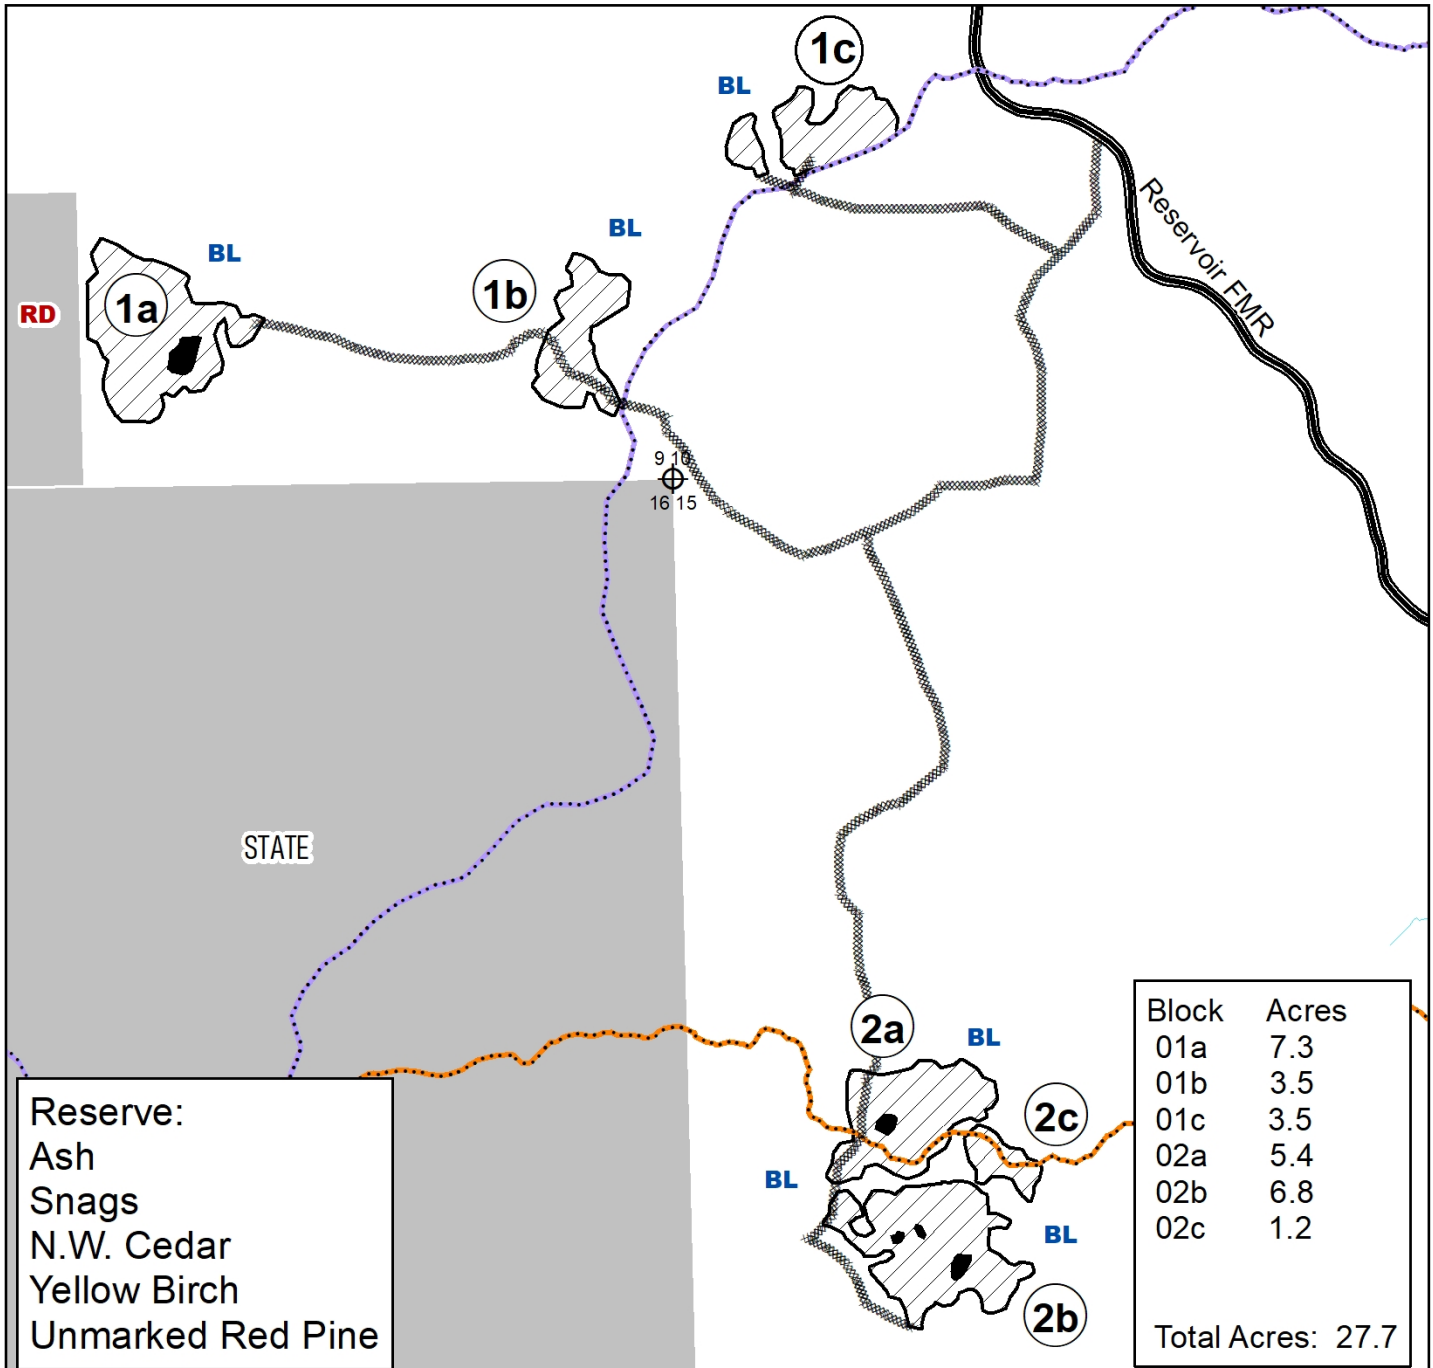 1c
BL
Reservoir FMR
BL
BL
1b
1a
RD
9 10
16 15
STATE
2a
BL
2c
BL
BL
2b
Reserve:
Ash
Snags
N.W. Cedar
Yellow Birch
Unmarked Red Pine
Block Acres
01a 7.3
01b 3.5
01c 3.5
02a 5.4
02b 6.8
02c 1.2
Total Acres: 27.7